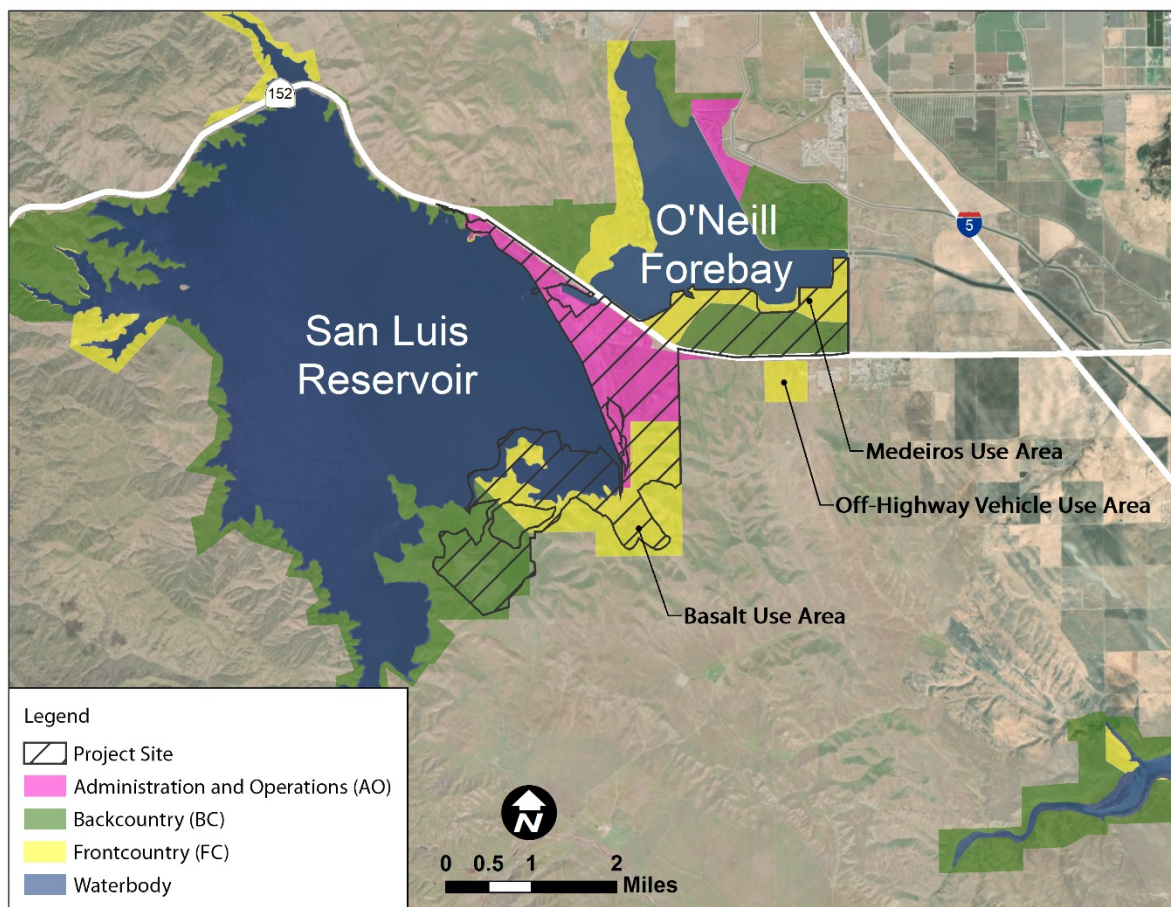 152
O'Neill
Forebay
5
San Luis
Reservoir
Medeiros Use Area
Off-Highway Vehicle Use Area
Basalt Use Area
Legend
Project Site
Administration and Operations (AO)
Backcountry (BC)
Frontcountry (FC)
Waterbody
N
0 0.5 1 2
Miles